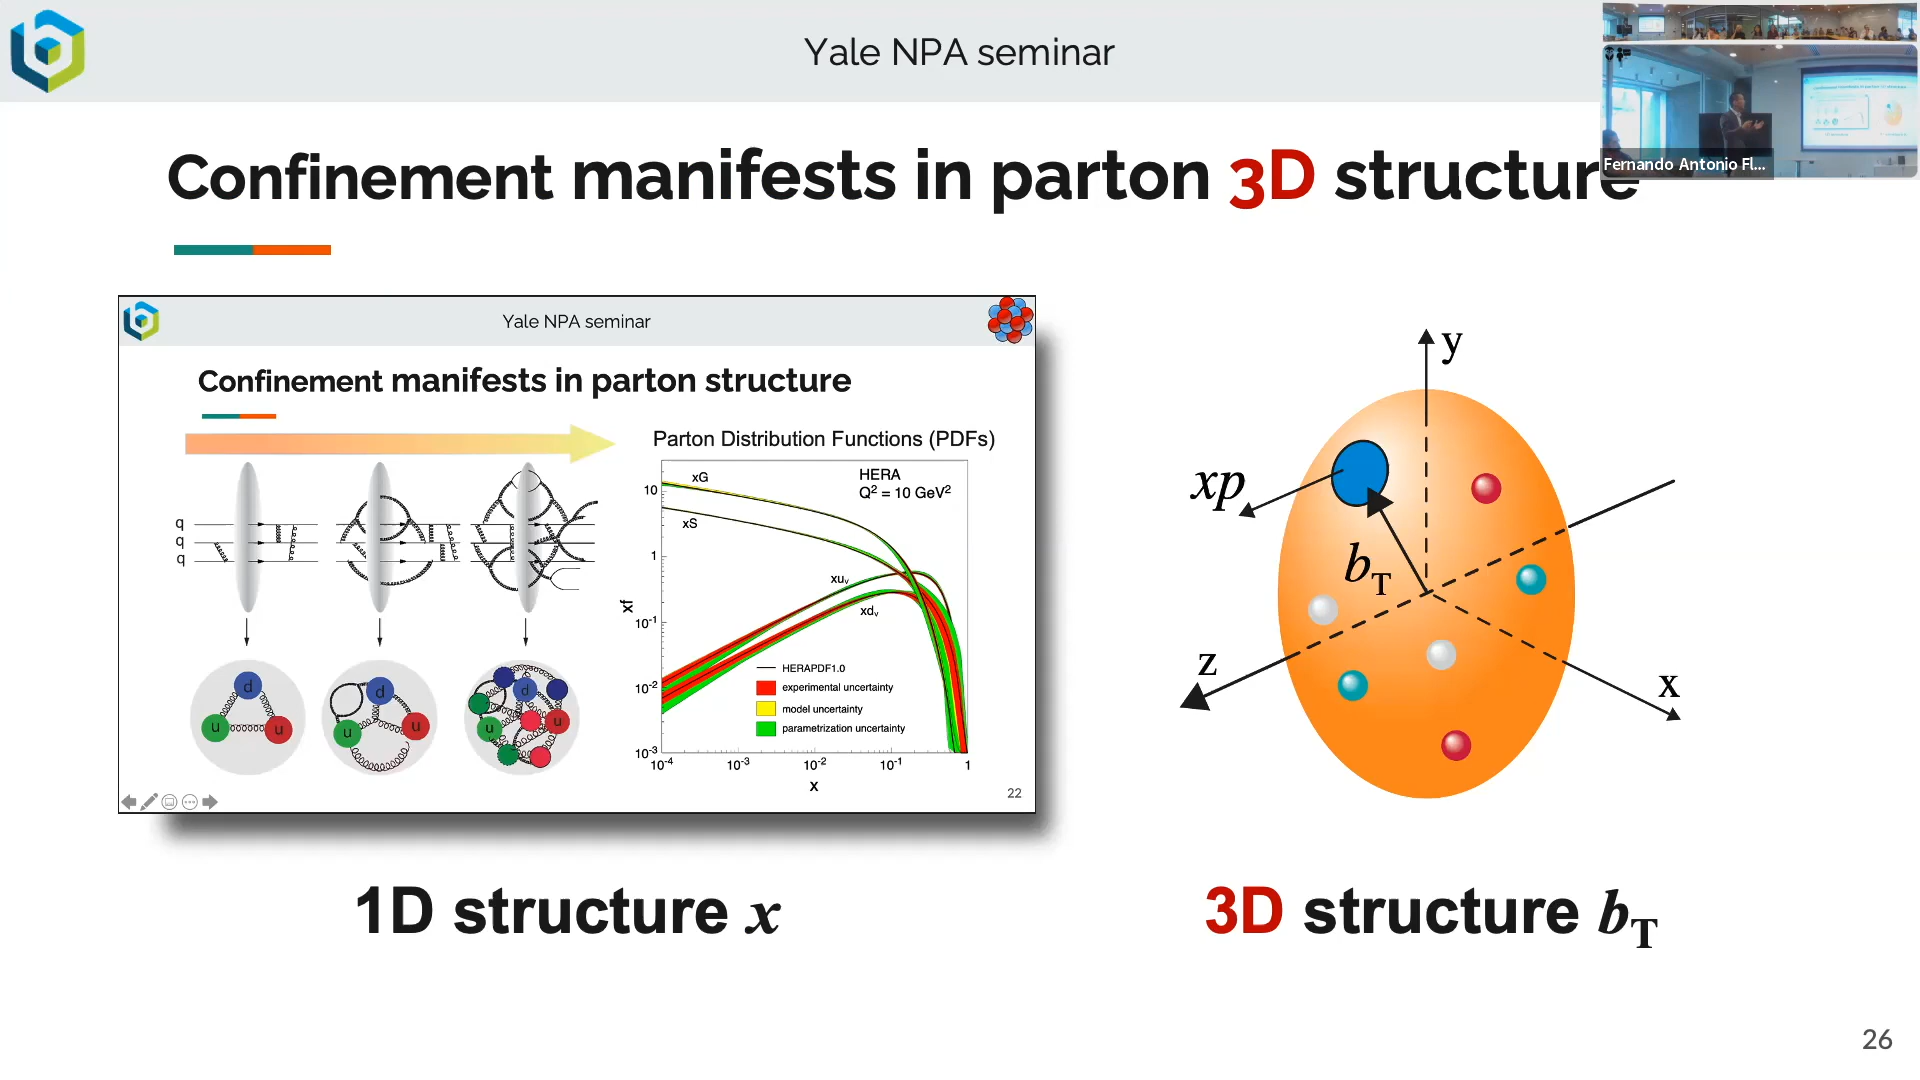 Yale NPA seminar
Fernando Antonio Fl...
Confinement manifests in parton 3D structure
Yale NPA seminar
Confinement manifests in parton structure
Parton Distribution Functions (PDFs)
HERA
Q² = 10 GeV²
xG
xS
xuᵥ
xdᵥ
xf
10
1
10⁻¹
10⁻²
10⁻³
HERAPDF1.0
experimental uncertainty
model uncertainty
parametrization uncertainty
10⁻⁴ 10⁻³ 10⁻² 10⁻¹ 1
x
q
q
q
d
u u
d
u u
d
u u
22
y
xp
b_T
z
x
1D structure x
3D structure b_T
26